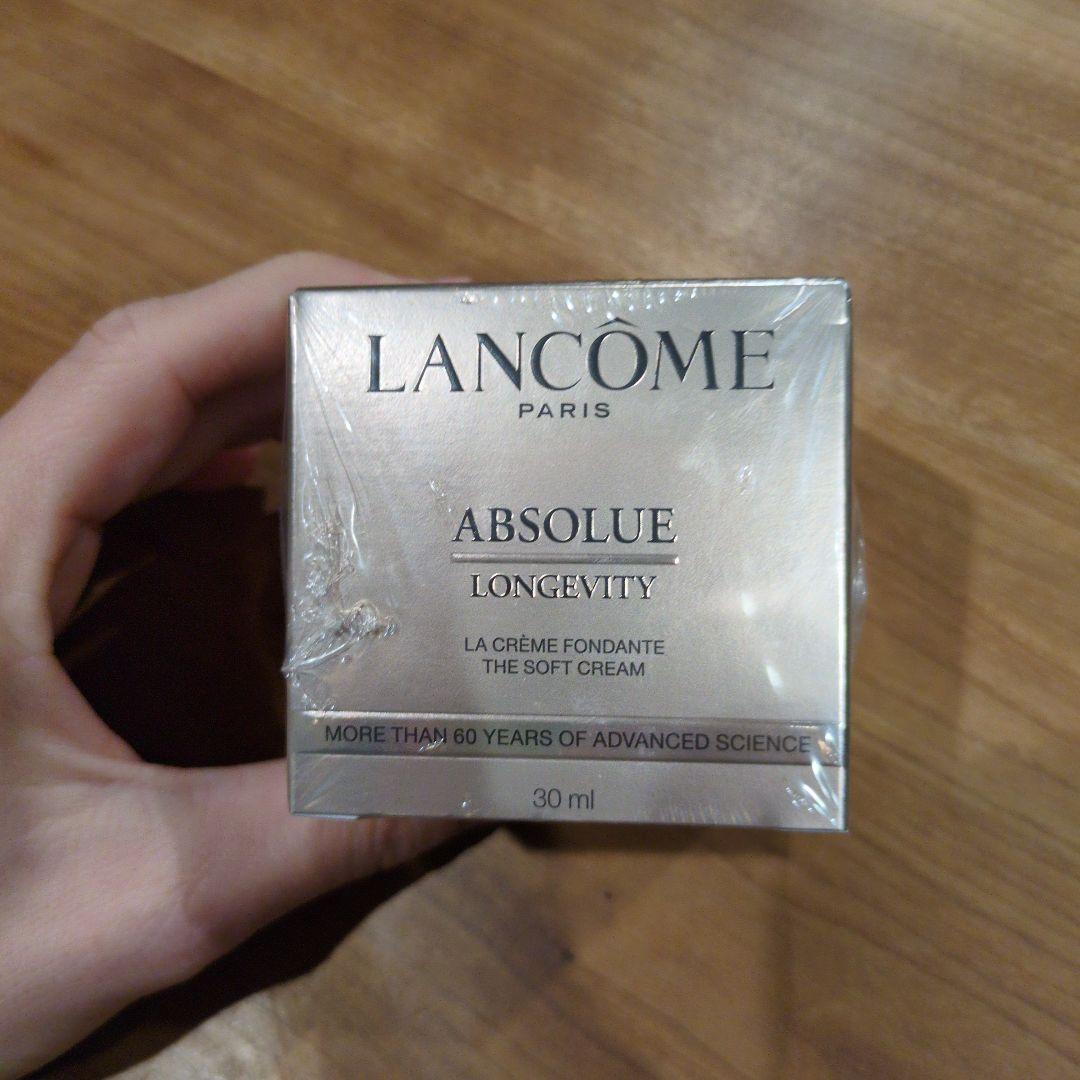 LANCÔME
PARIS
ABSOLUE
LONGEVITY
LA CRÈME FONDANTE
THE SOFT CREAM
MORE THAN 60 YEARS OF ADVANCED SCIENCE
30 ml